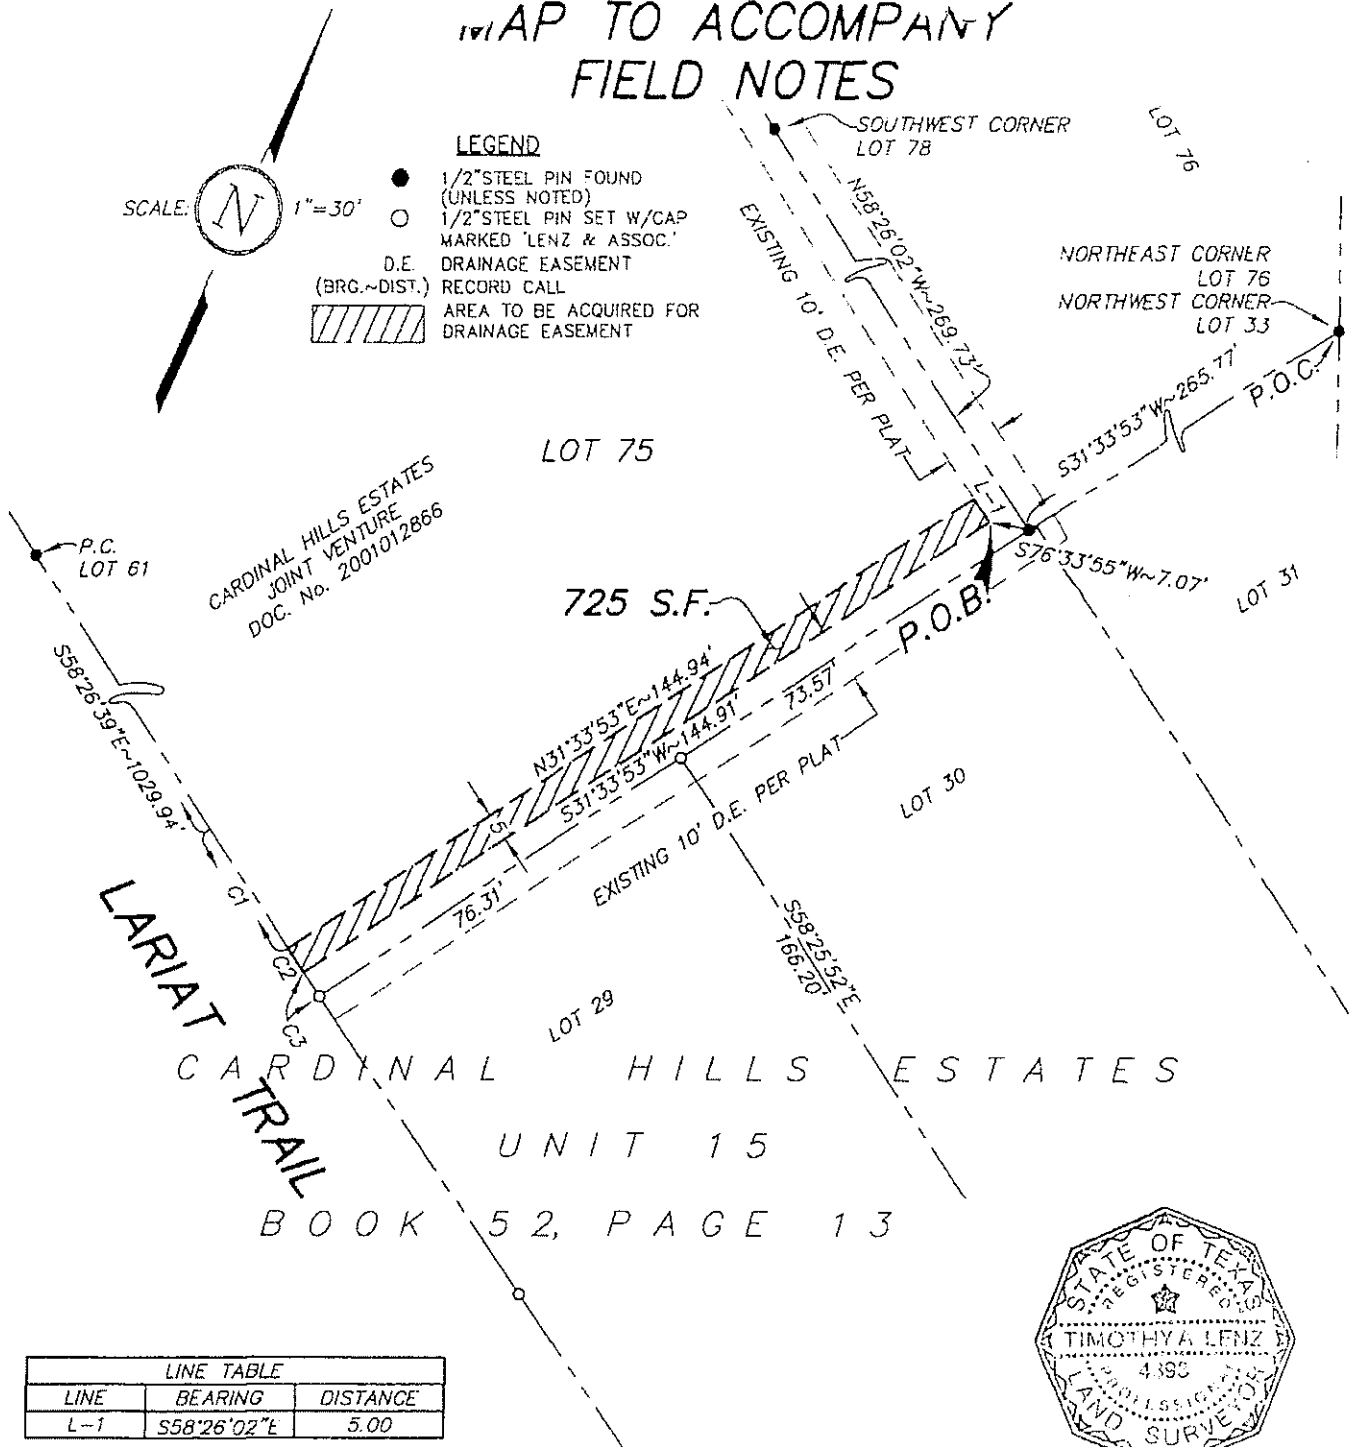 MAP TO ACCOMPANY
FIELD NOTES
LEGEND
1/2"STEEL PIN FOUND
(UNLESS NOTED)
1/2"STEEL PIN SET W/CAP
MARKED 'LENZ & ASSOC.'
D.E. DRAINAGE EASEMENT
(BRG.~DIST.) RECORD CALL
AREA TO BE ACQUIRED FOR
DRAINAGE EASEMENT
SCALE: N 1"=30'
SOUTHWEST CORNER
LOT 78
LOT 76
N58°26'02"W~269.73'
EXISTING 10' D.E. PER PLAT
NORTHEAST CORNER
LOT 76
NORTHWEST CORNER
LOT 33
S31°33'53"W~265.77'
P.O.C.
LOT 75
CARDINAL HILLS ESTATES
JOINT VENTURE
DOC. No. 2001012866
P.C.
LOT 61
L-1
S76°33'55"W~7.07'
LOT 31
725 S.F.
P.O.B.
N31°33'53"E~144.94'
S31°33'53"W~144.91'
73.57'
S58°26'39"E~1029.94'
5'
EXISTING 10' D.E. PER PLAT
LOT 30
C1
76.31'
S58°25'52"E
166.20'
C2
C3
LOT 29
LARIAT TRAIL
CARDINAL HILLS ESTATES
UNIT 15
BOOK 52, PAGE 13
LINE TABLE
LINE BEARING DISTANCE
L-1 S58°26'02"E 5.00
STATE OF TEXAS
REGISTERED
TIMOTHY A. LENZ
PROFESSIONAL
LAND SURVEYOR